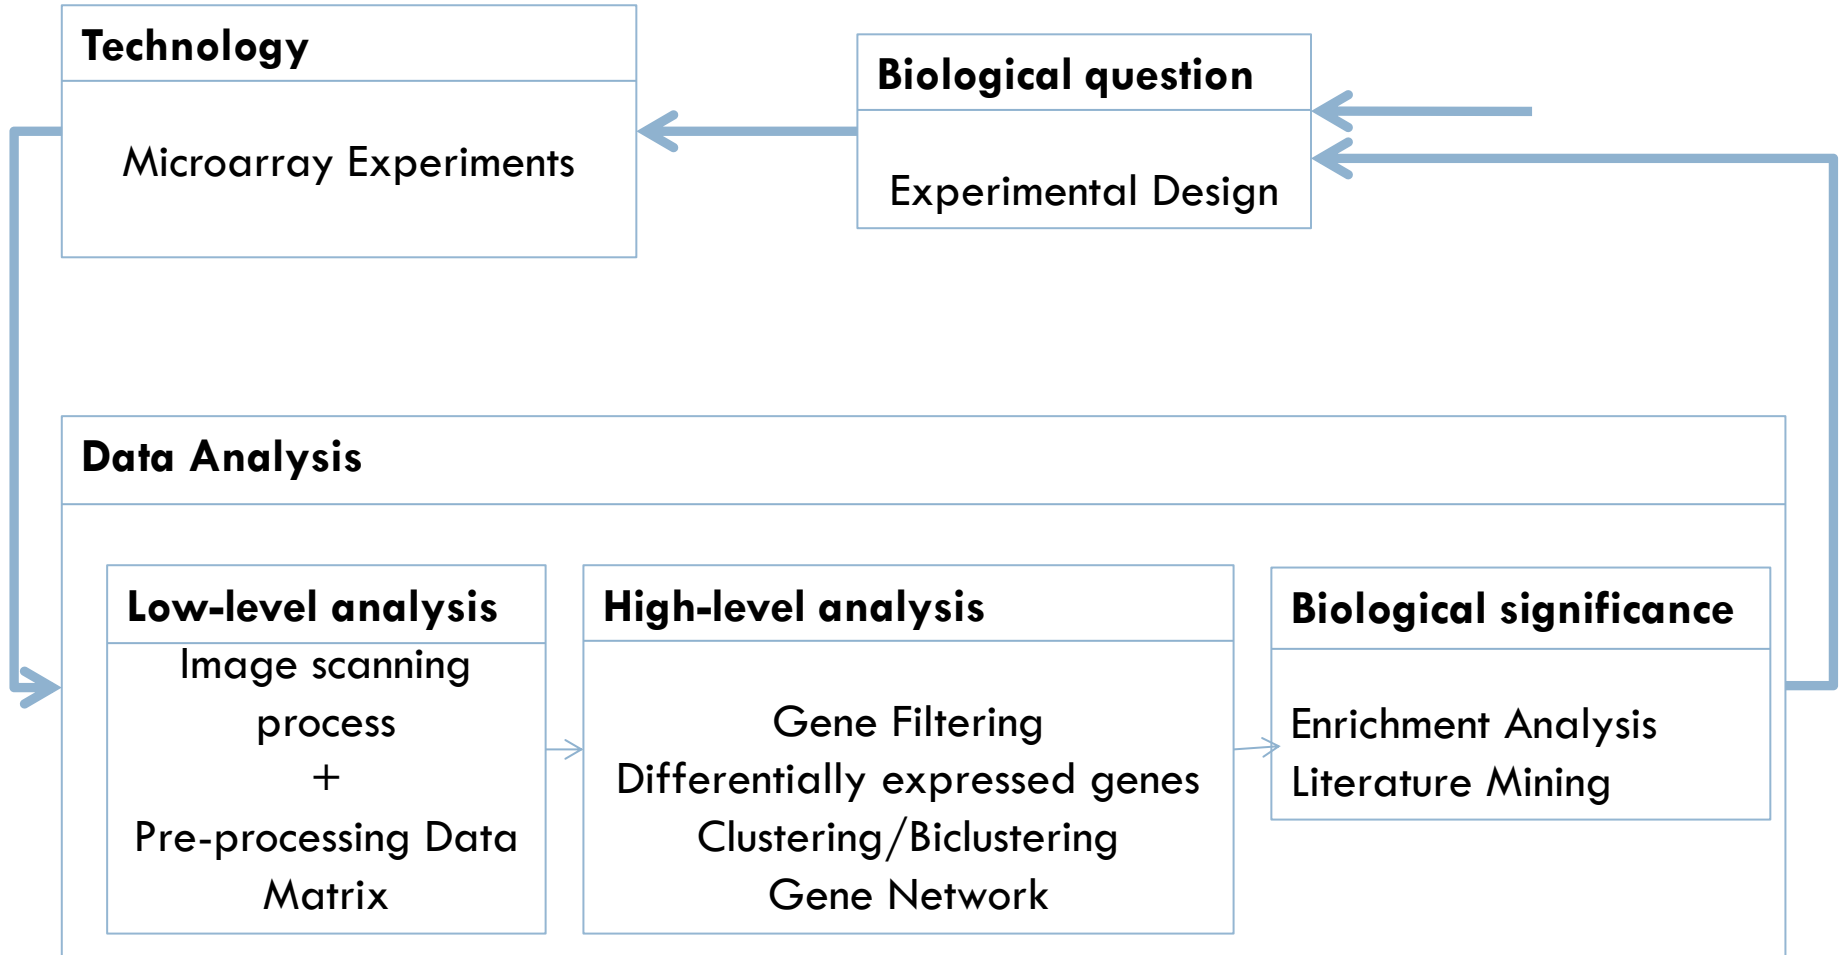 Technology
Microarray Experiments
Biological question
Experimental Design
Data Analysis
Low-level analysis
Image scanning
process
+
Pre-processing Data
Matrix
High-level analysis
Gene Filtering
Differentially expressed genes
Clustering/Biclustering
Gene Network
Biological significance
Enrichment Analysis
Literature Mining